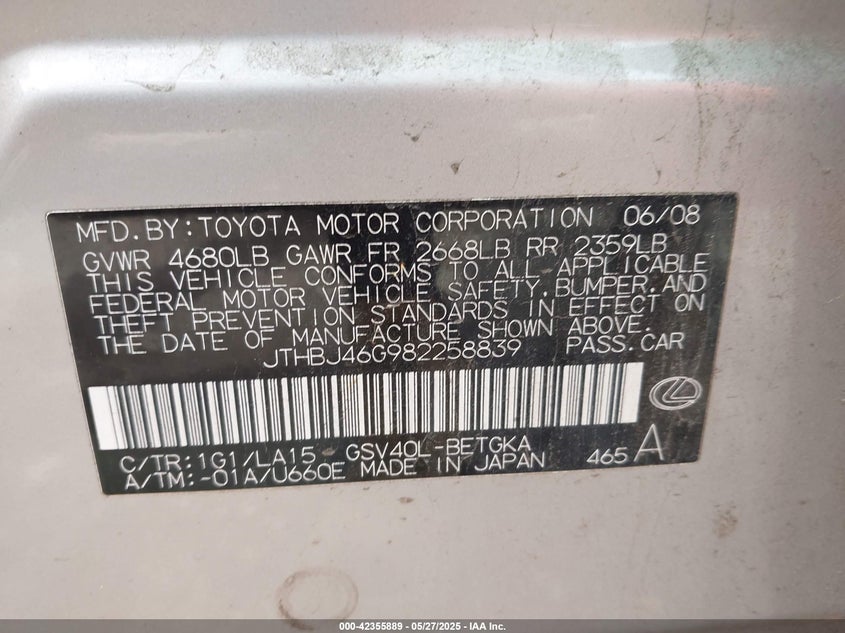 MFD.BY:TOYOTA MOTOR CORPORATION 06/08
GVWR 4680LB GAWR FR 2668LB RR 2359LB
THIS VEHICLE CONFORMS TO ALL APPLICABLE
FEDERAL MOTOR VEHICLE SAFETY,BUMPER,AND
THEFT PREVENTION STANDARDS IN EFFECT ON
THE DATE OF MANUFACTURE SHOWN ABOVE.
JTHBJ46G982258839 PASS.CAR
C/TR:1G1/LA15 GSV40L-BETGKA
A/TM:-01A/U660E MADE IN JAPAN 465 A
000-42355889 - 05/27/2025 - IAA Inc.